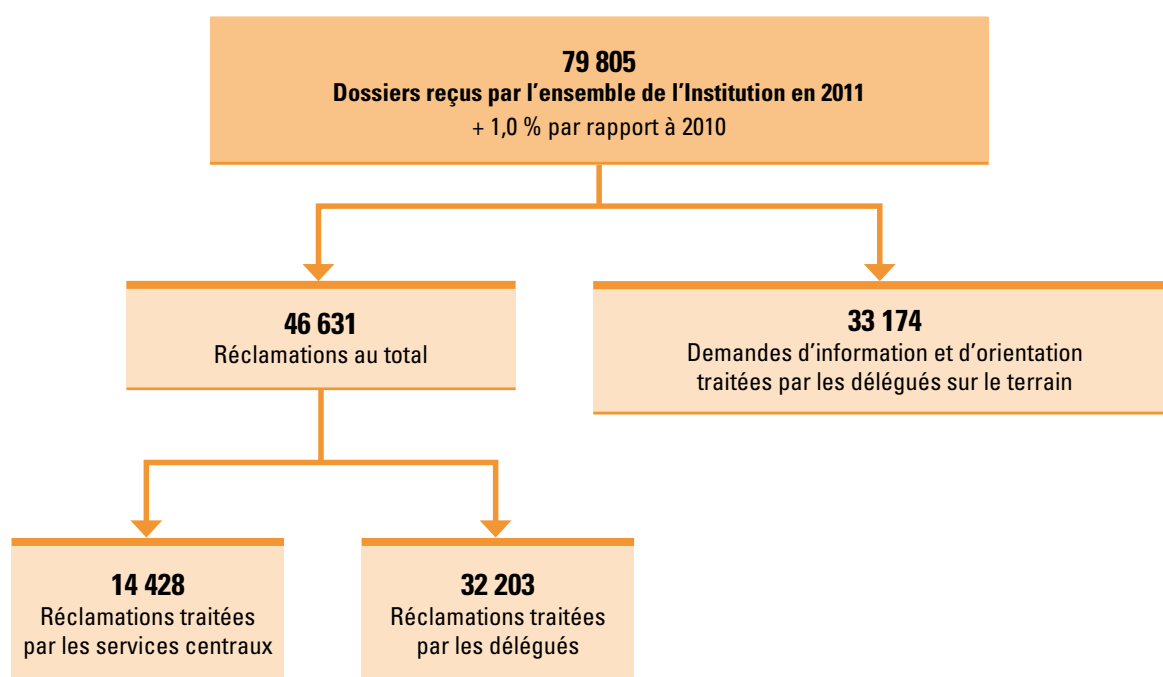 79 805
Dossiers reçus par l’ensemble de l’Institution en 2011
+ 1,0 % par rapport à 2010
46 631
Réclamations au total
33 174
Demandes d’information et d’orientation
traitées par les délégués sur le terrain
14 428
Réclamations traitées
par les services centraux
32 203
Réclamations traitées
par les délégués